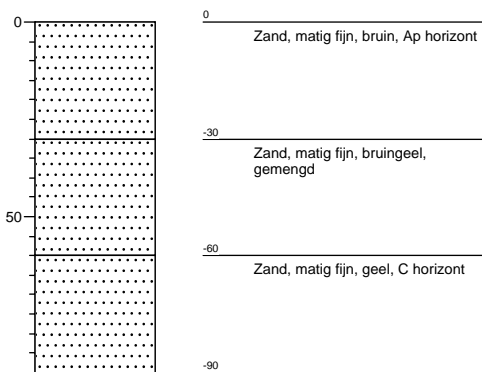 0
0
Zand, matig fijn, bruin, Ap horizont
-30
Zand, matig fijn, bruingeel,
gemengd
50
-60
Zand, matig fijn, geel, C horizont
-90